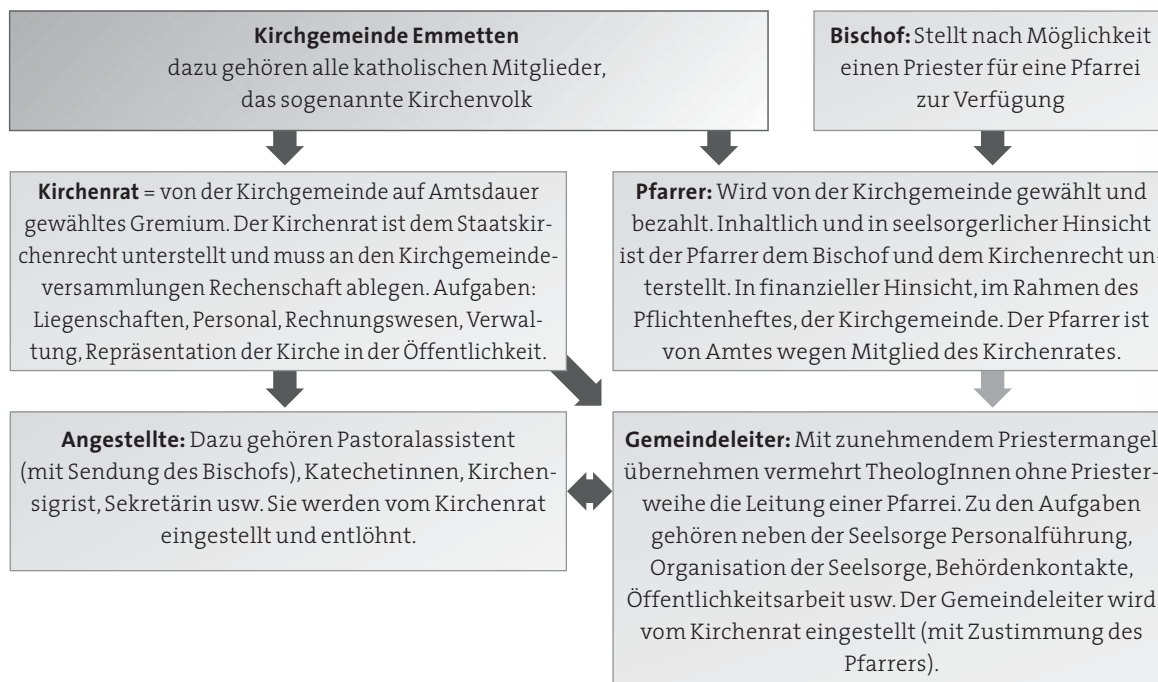 Kirchgemeinde Emmetten
dazu gehören alle katholischen Mitglieder,
das sogenannte Kirchenvolk
Bischof: Stellt nach Möglichkeit
einen Priester für eine Pfarrei
zur Verfügung
Kirchenrat = von der Kirchgemeinde auf Amtsdauer
gewähltes Gremium. Der Kirchenrat ist dem Staatskir-
chenrecht unterstellt und muss an den Kirchgemeinde-
versammlungen Rechenschaft ablegen. Aufgaben:
Liegenschaften, Personal, Rechnungswesen, Verwal-
tung, Repräsentation der Kirche in der Öffentlichkeit.
Pfarrer: Wird von der Kirchgemeinde gewählt und
bezahlt. Inhaltlich und in seelsorgerlicher Hinsicht
ist der Pfarrer dem Bischof und dem Kirchenrecht un-
terstellt. In finanzieller Hinsicht, im Rahmen des
Pflichtenheftes, der Kirchgemeinde. Der Pfarrer ist
von Amtes wegen Mitglied des Kirchenrates.
Angestellte: Dazu gehören Pastoralassistent
(mit Sendung des Bischofs), Katechetinnen, Kirchen-
sigrist, Sekretärin usw. Sie werden vom Kirchenrat
eingestellt und entlöhnt.
Gemeindeleiter: Mit zunehmendem Priestermangel
übernehmen vermehrt TheologInnen ohne Priester-
weihe die Leitung einer Pfarrei. Zu den Aufgaben
gehören neben der Seelsorge Personalführung,
Organisation der Seelsorge, Behördenkontakte,
Öffentlichkeitsarbeit usw. Der Gemeindeleiter wird
vom Kirchenrat eingestellt (mit Zustimmung des
Pfarrers).